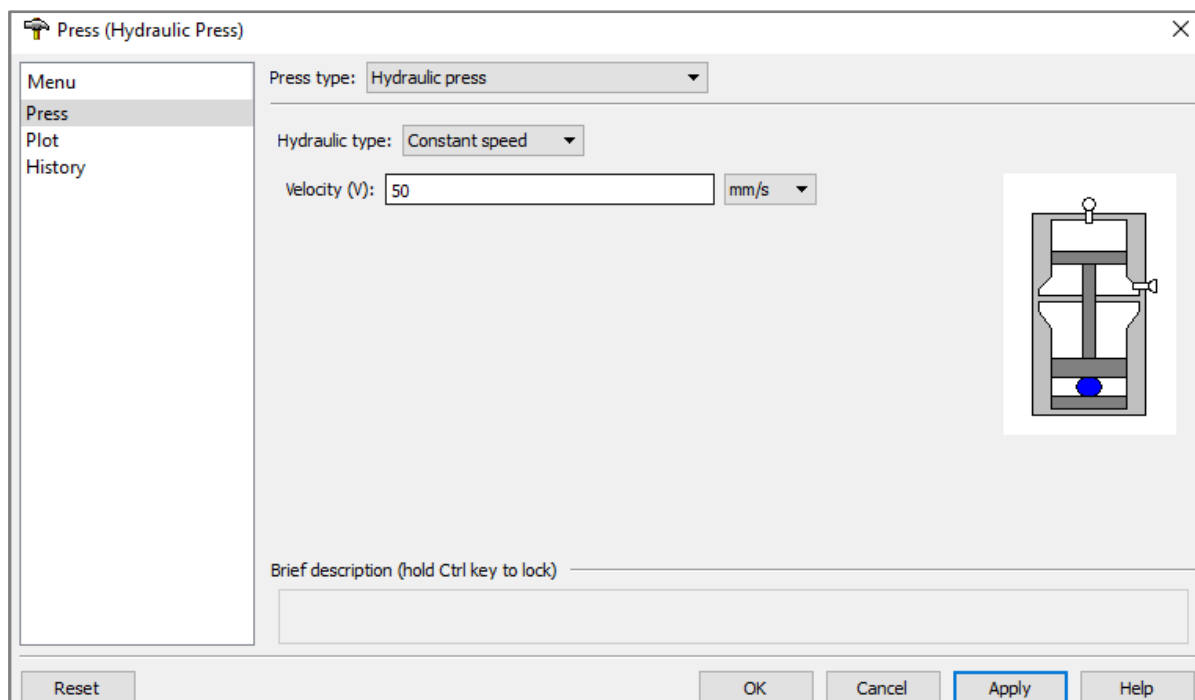 Press (Hydraulic Press)
Menu
Press
Plot
History
Press type: Hydraulic press
Hydraulic type: Constant speed
Velocity (V): 50 mm/s
Brief description (hold Ctrl key to lock)
Reset OK Cancel Apply Help